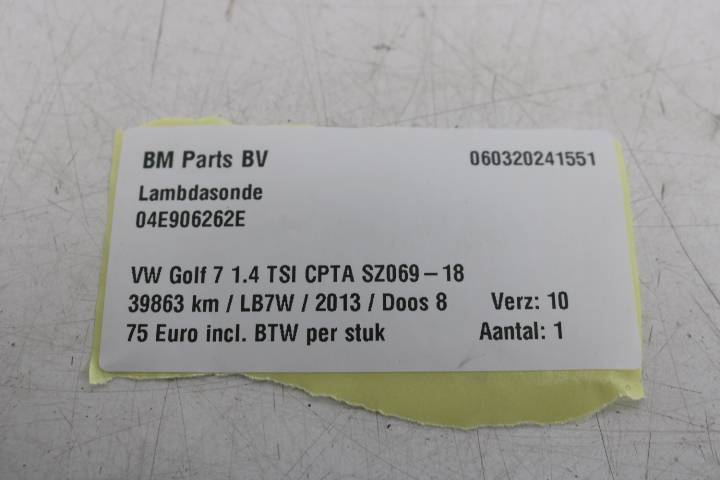 BM Parts BV 060320241551
Lambdasonde
04E906262E
VW Golf 7 1.4 TSI CPTA SZ069-18
39863 km / LB7W / 2013 / Doos 8 Verz: 10
75 Euro incl. BTW per stuk Aantal: 1